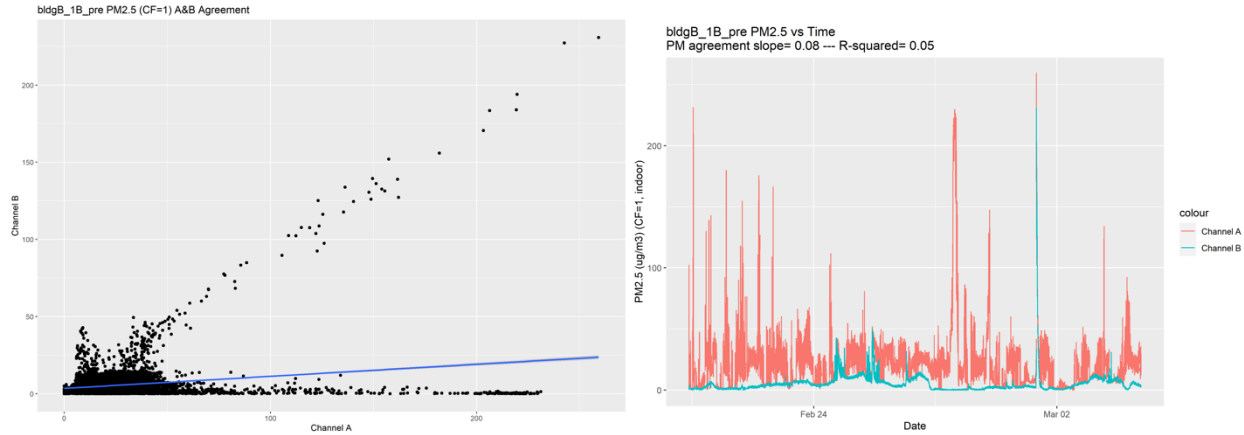 bldgB_1B_pre PM2.5 (CF=1) A&B Agreement
Channel B
200
150
100
50
0
0
100
200
Channel A
bldgB_1B_pre PM2.5 vs Time
PM agreement slope= 0.08 --- R-squared= 0.05
PM2.5 (ug/m3) (CF=1, indoor)
200
100
0
Feb 24
Mar 02
Date
colour
Channel A
Channel B